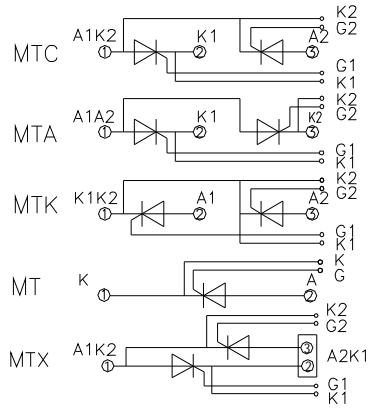 K2
G2
MTC A1K2 K1 A2
1 2 3
G1
K1
K2
G2
MTA A1A2 K1 K2
1 2 3
G1
K1
K2
G2
MTK K1K2 A1 A2
1 2 3
G1
K1
K
G
MT K A
1 2
K2
G2
MTX A1K2 3 A2K1
1 2
G1
K1